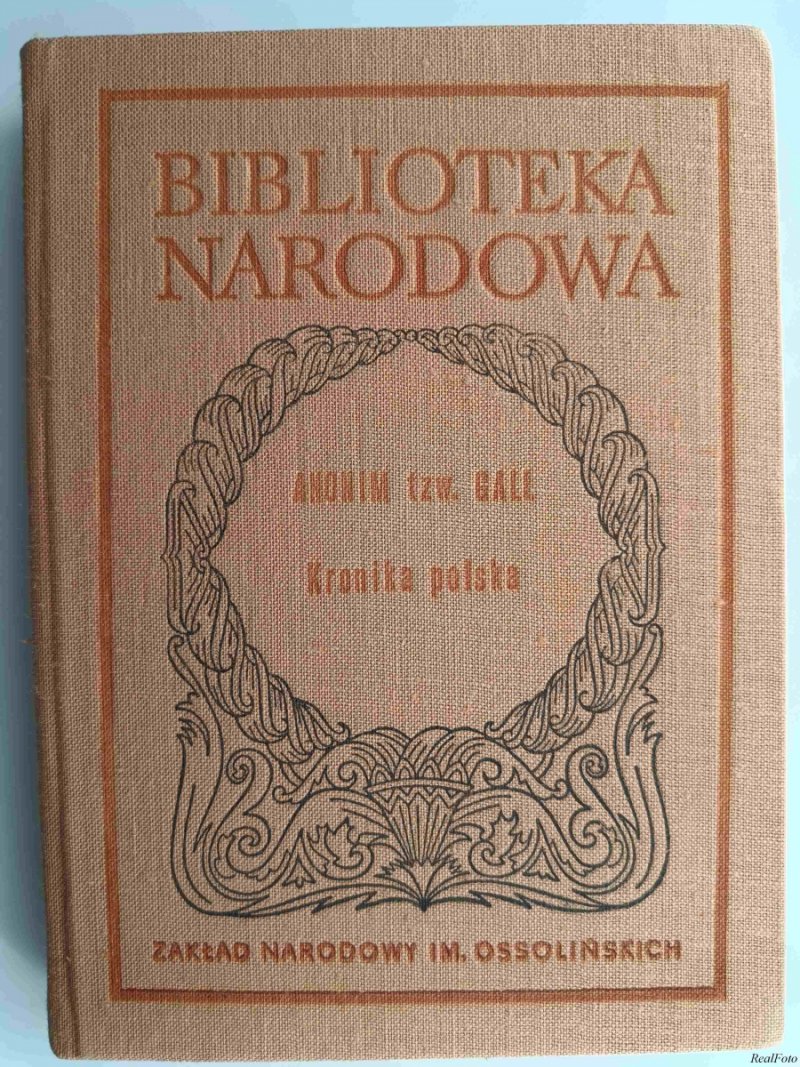 BIBLIOTEKA
NARODOWA
ANONIM tzw. GALL
Kronika polska
ZAKŁAD NARODOWY IM. OSSOLIŃSKICH
RealFoto